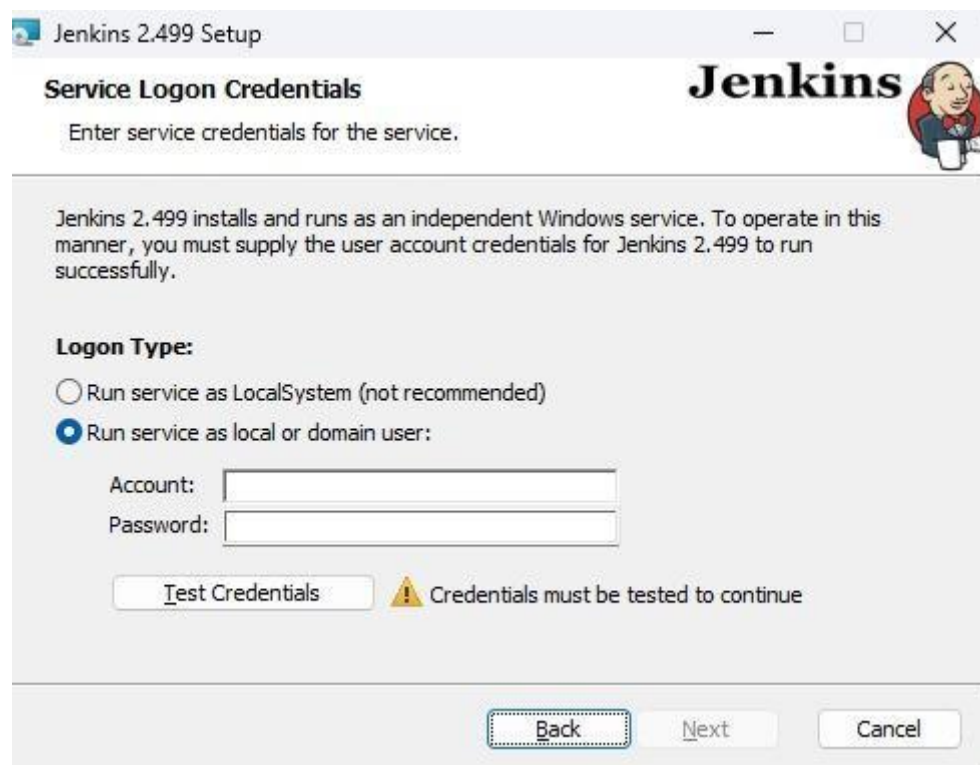 Jenkins 2.499 Setup
Service Logon Credentials
Jenkins
Enter service credentials for the service.
Jenkins 2.499 installs and runs as an independent Windows service. To operate in this
manner, you must supply the user account credentials for Jenkins 2.499 to run
successfully.
Logon Type:
Run service as LocalSystem (not recommended)
Run service as local or domain user:
Account:
Password:
Test Credentials
Credentials must be tested to continue
Back
Next
Cancel